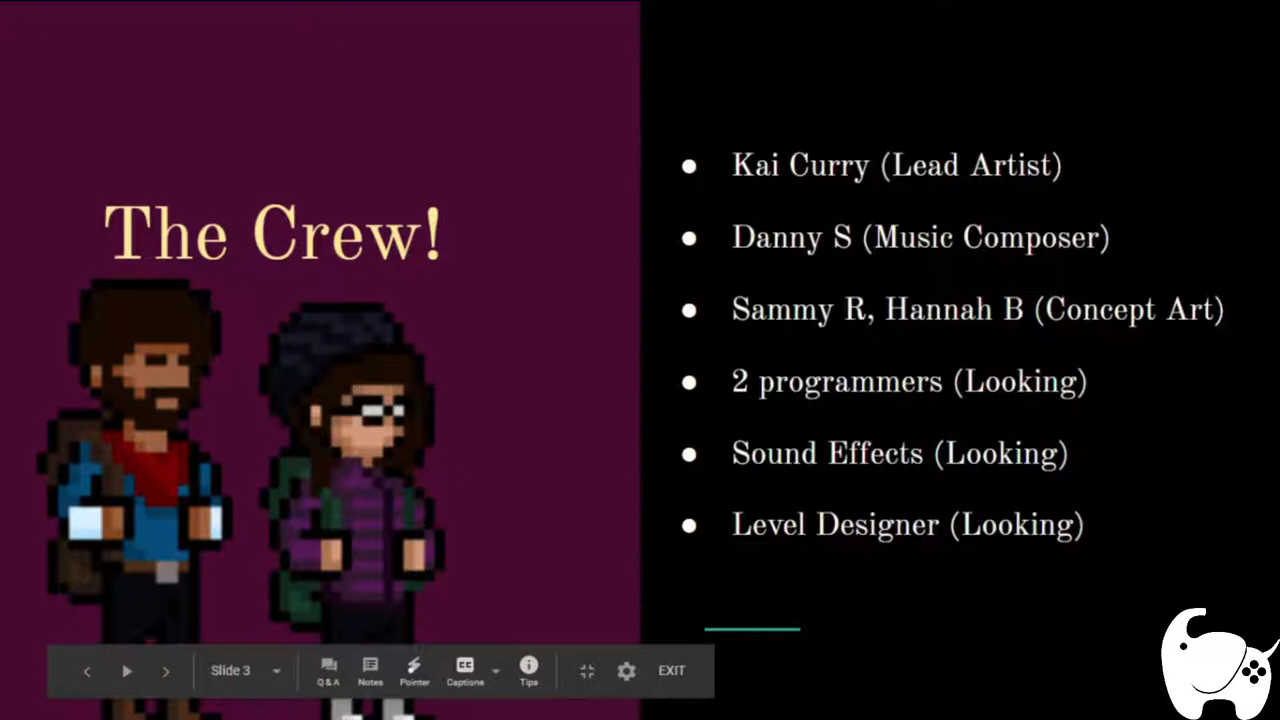 The Crew!
Kai Curry (Lead Artist)
Danny S (Music Composer)
Sammy R, Hannah B (Concept Art)
2 programmers (Looking)
Sound Effects (Looking)
Level Designer (Looking)
Slide 3
Q & A
Notes
Pointer
CC
Captions
Tips
EXIT